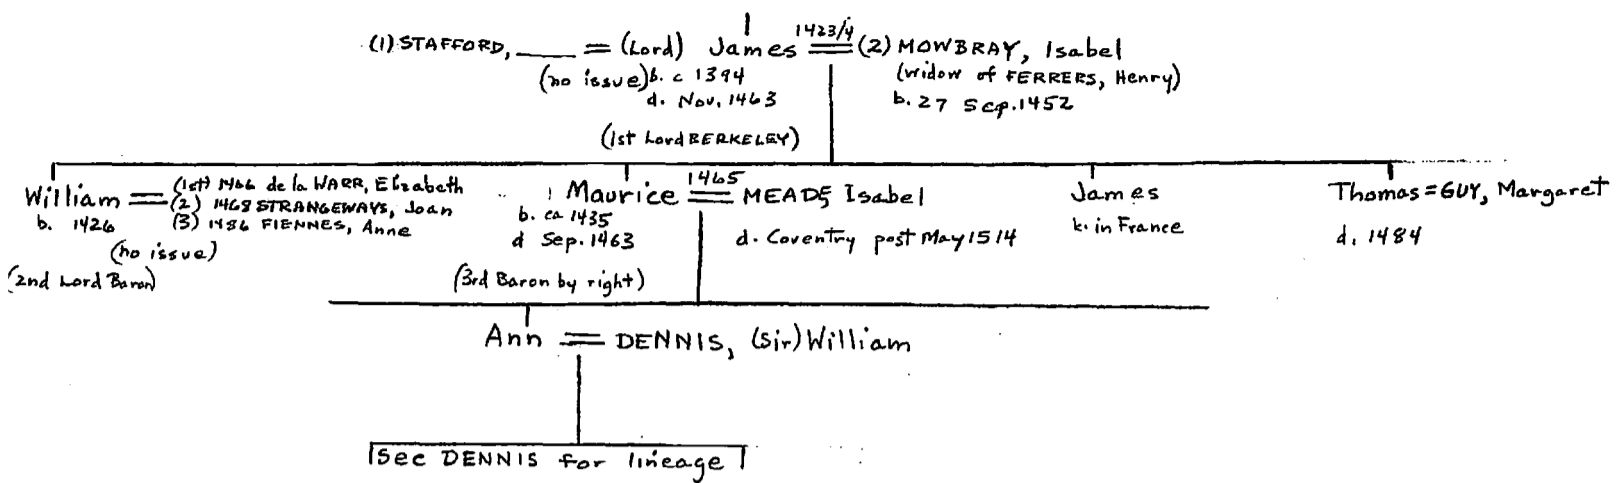 1423/4
(1) STAFFORD, ____ = (Lord) James = (2) MOWBRAY, Isabel
(no issue) b. c 1394
(widow of FERRERS, Henry)
d. Nov. 1463
b. 27 Sep. 1452
(1st Lord BERKELEY)
William = (1st) 1466 de la WARR, Elizabeth
(2) 1468 STRANGEWAYS, Joan
(3) 1486 FIENNES, Anne
b. 1426
(no issue)
(2nd Lord Baron)
1465
Maurice = MEADE, Isabel
b. ca 1435
d Sep. 1463
d. Coventry post May 1514
(3rd Baron by right)
James
k. in France
Thomas = GUY, Margaret
d. 1484
Ann = DENNIS, (Sir) William
See DENNIS for lineage